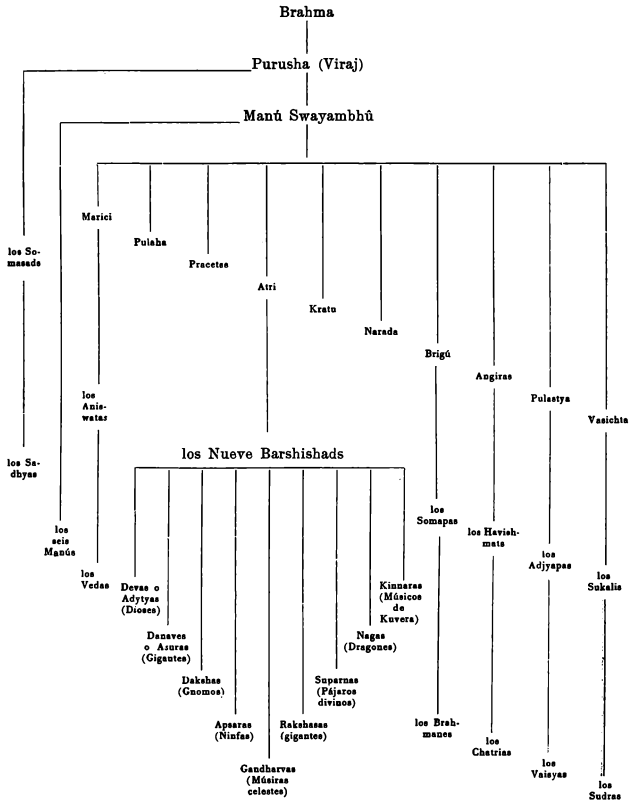 Brahma
Purusha (Viraj)
Manú Swayambhû
Marici
Pulaha
Pracetas
Atri
Kratu
Narada
Brigú
Angiras
Pulastya
Vasichta
los So-
masads
los Sa-
dhyas
los
seis
Manús
los
Anis-
watas
los
Vedas
los Nueve Barshishads
Devas o
Adytyas
(Dioses)
Danaves
o Asuras
(Gigantes)
Dakshas
(Gnomos)
Apsaras
(Ninfas)
Gandharvas
(Músiras
celestes)
Rakshasas
(gigantes)
Suparnas
(Pájaros
divinos)
Nagas
(Dragones)
Kinnaras
(Músicos
de
Kuvera)
los
Somapas
los Brah-
manes
los Havish-
mats
los
Chatrias
los
Adjyapas
los
Vaisyas
los
Sukalis
los
Sudras